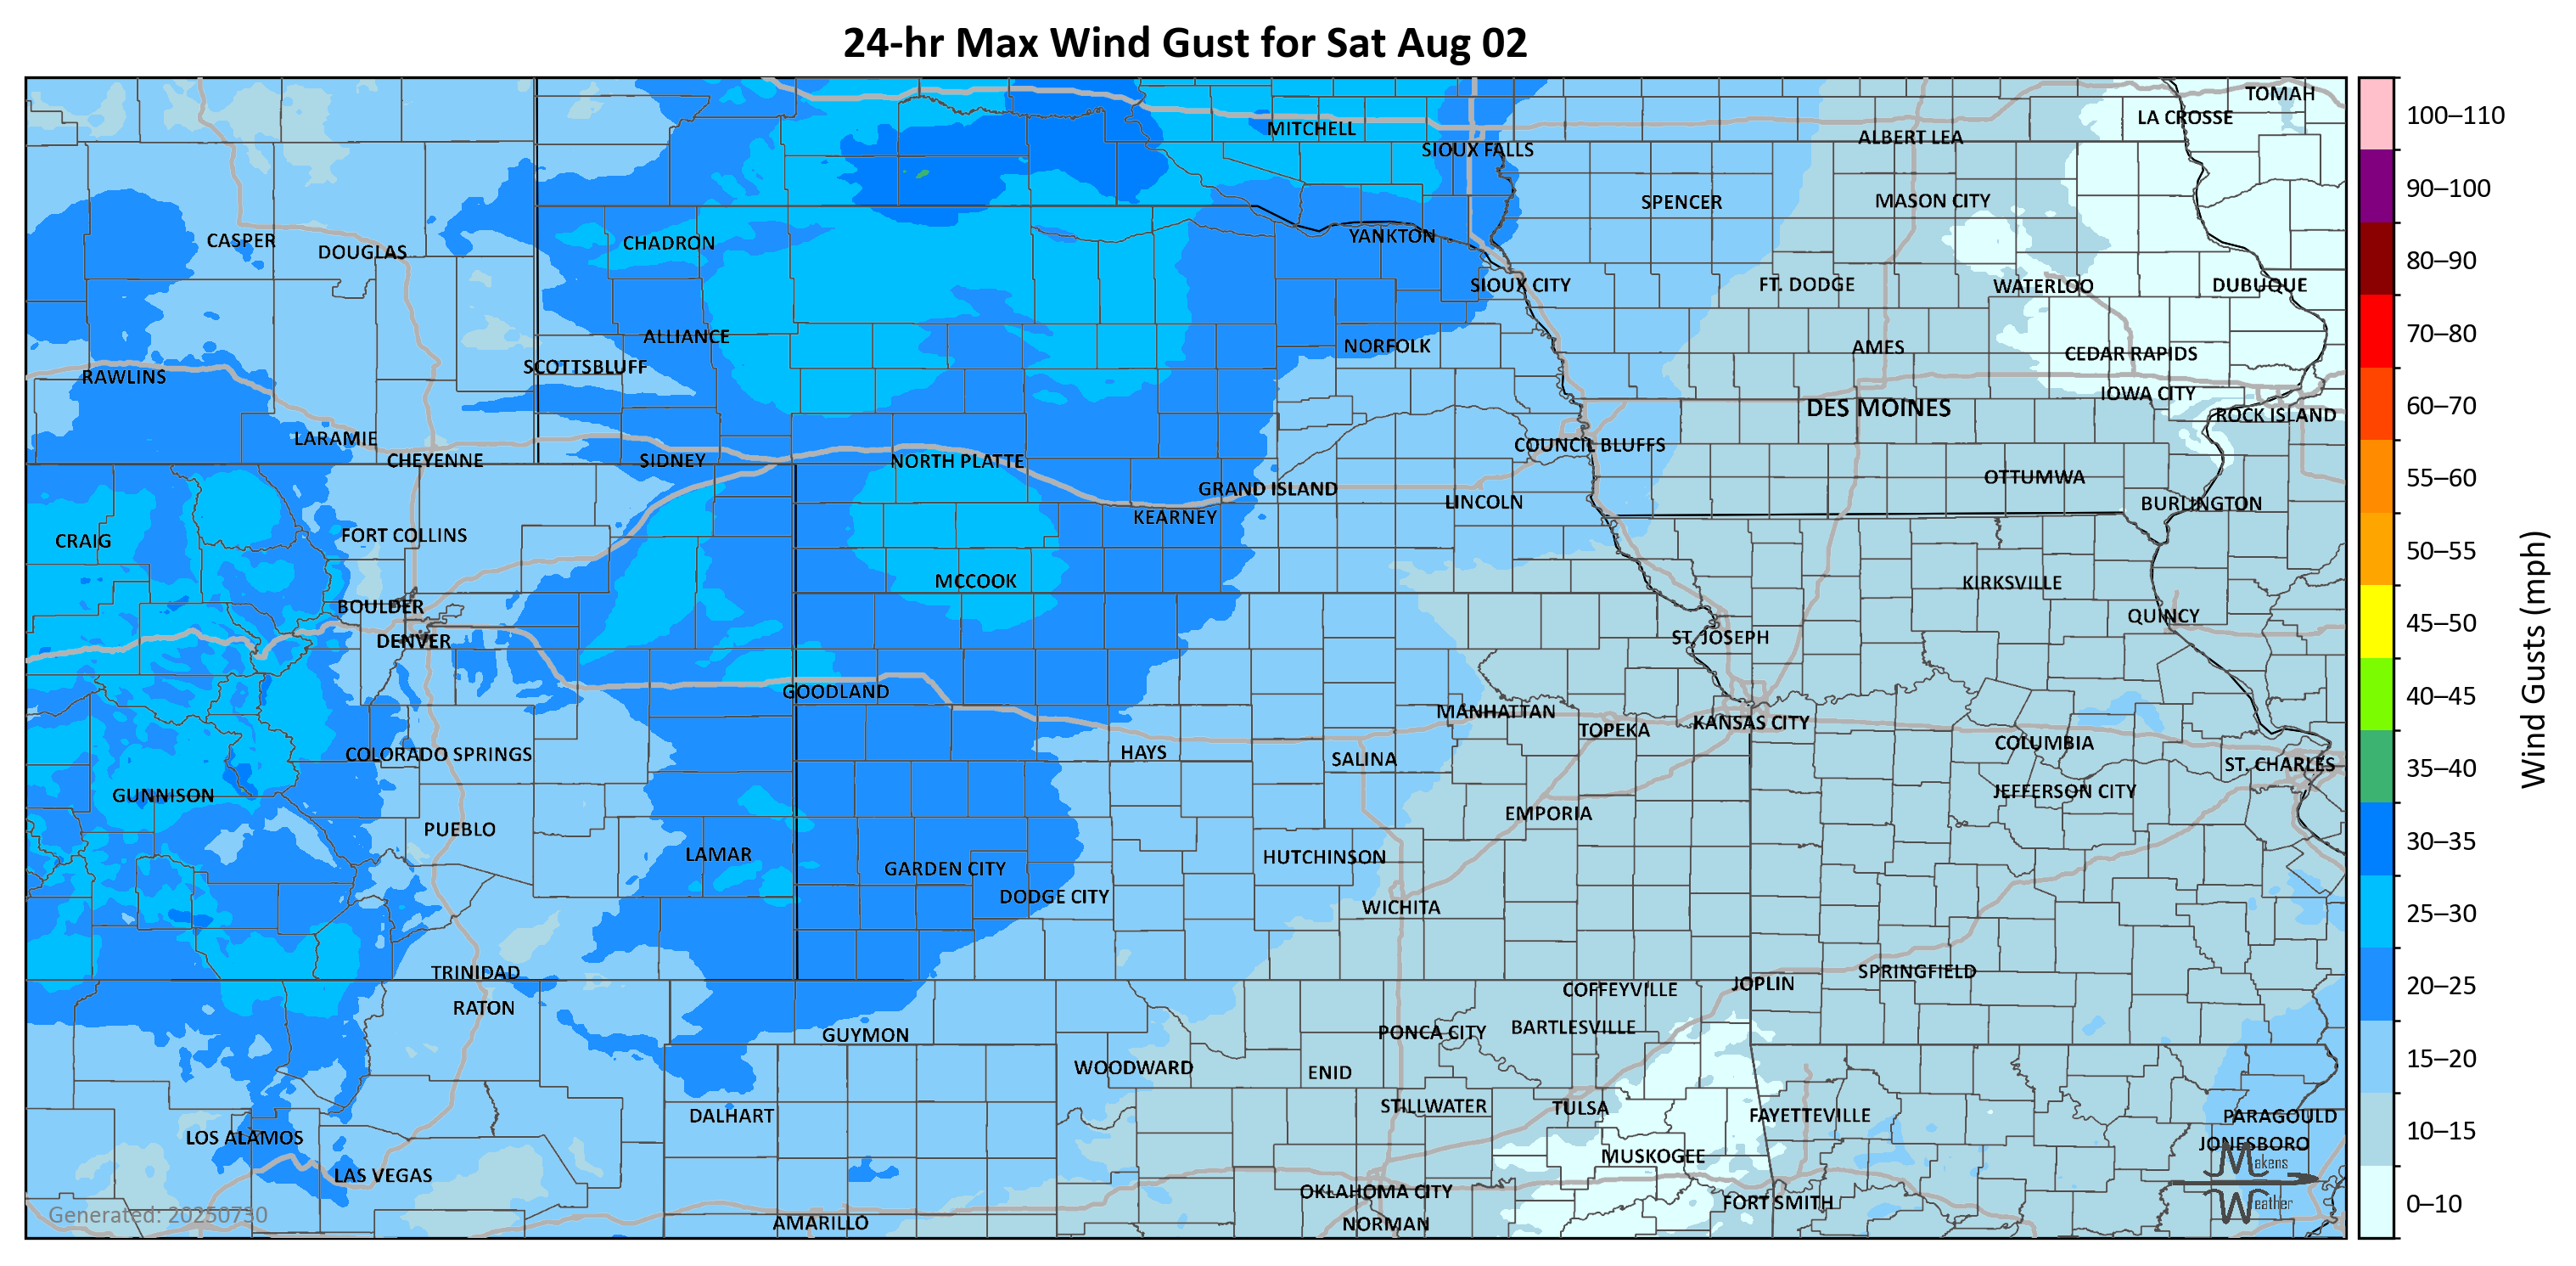 24-hr Max Wind Gust for Sat Aug 02
TOMAH
LA CROSSE
MITCHELL
ALBERT LEA
SIOUX FALLS
SPENCER
MASON CITY
CASPER
DOUGLAS
CHADRON
YANKTON
SIOUX CITY
FT. DODGE
WATERLOO
DUBUQUE
ALLIANCE
NORFOLK
AMES
CEDAR RAPIDS
SCOTTSBLUFF
RAWLINS
IOWA CITY
DES MOINES
ROCK ISLAND
LARAMIE
COUNCIL BLUFFS
CHEYENNE
SIDNEY
NORTH PLATTE
OTTUMWA
GRAND ISLAND
LINCOLN
BURLINGTON
KEARNEY
CRAIG
FORT COLLINS
MCCOOK
KIRKSVILLE
BOULDER
QUINCY
DENVER
ST. JOSEPH
GOODLAND
MANHATTAN
TOPEKA
KANSAS CITY
COLUMBIA
COLORADO SPRINGS
HAYS
SALINA
ST. CHARLES
GUNNISON
JEFFERSON CITY
EMPORIA
PUEBLO
LAMAR
HUTCHINSON
GARDEN CITY
DODGE CITY
WICHITA
TRINIDAD
SPRINGFIELD
JOPLIN
COFFEYVILLE
RATON
GUYMON
PONCA CITY
BARTLESVILLE
WOODWARD
ENID
DALHART
STILLWATER
TULSA
FAYETTEVILLE
PARAGOULD
LOS ALAMOS
JONESBORO
MUSKOGEE
LAS VEGAS
OKLAHOMA CITY
FORT SMITH
AMARILLO
NORMAN
Makens
Weather
Generated: 20250730
100–110
90–100
80–90
70–80
60–70
55–60
50–55
45–50
40–45
35–40
30–35
25–30
20–25
15–20
10–15
0–10
Wind Gusts (mph)